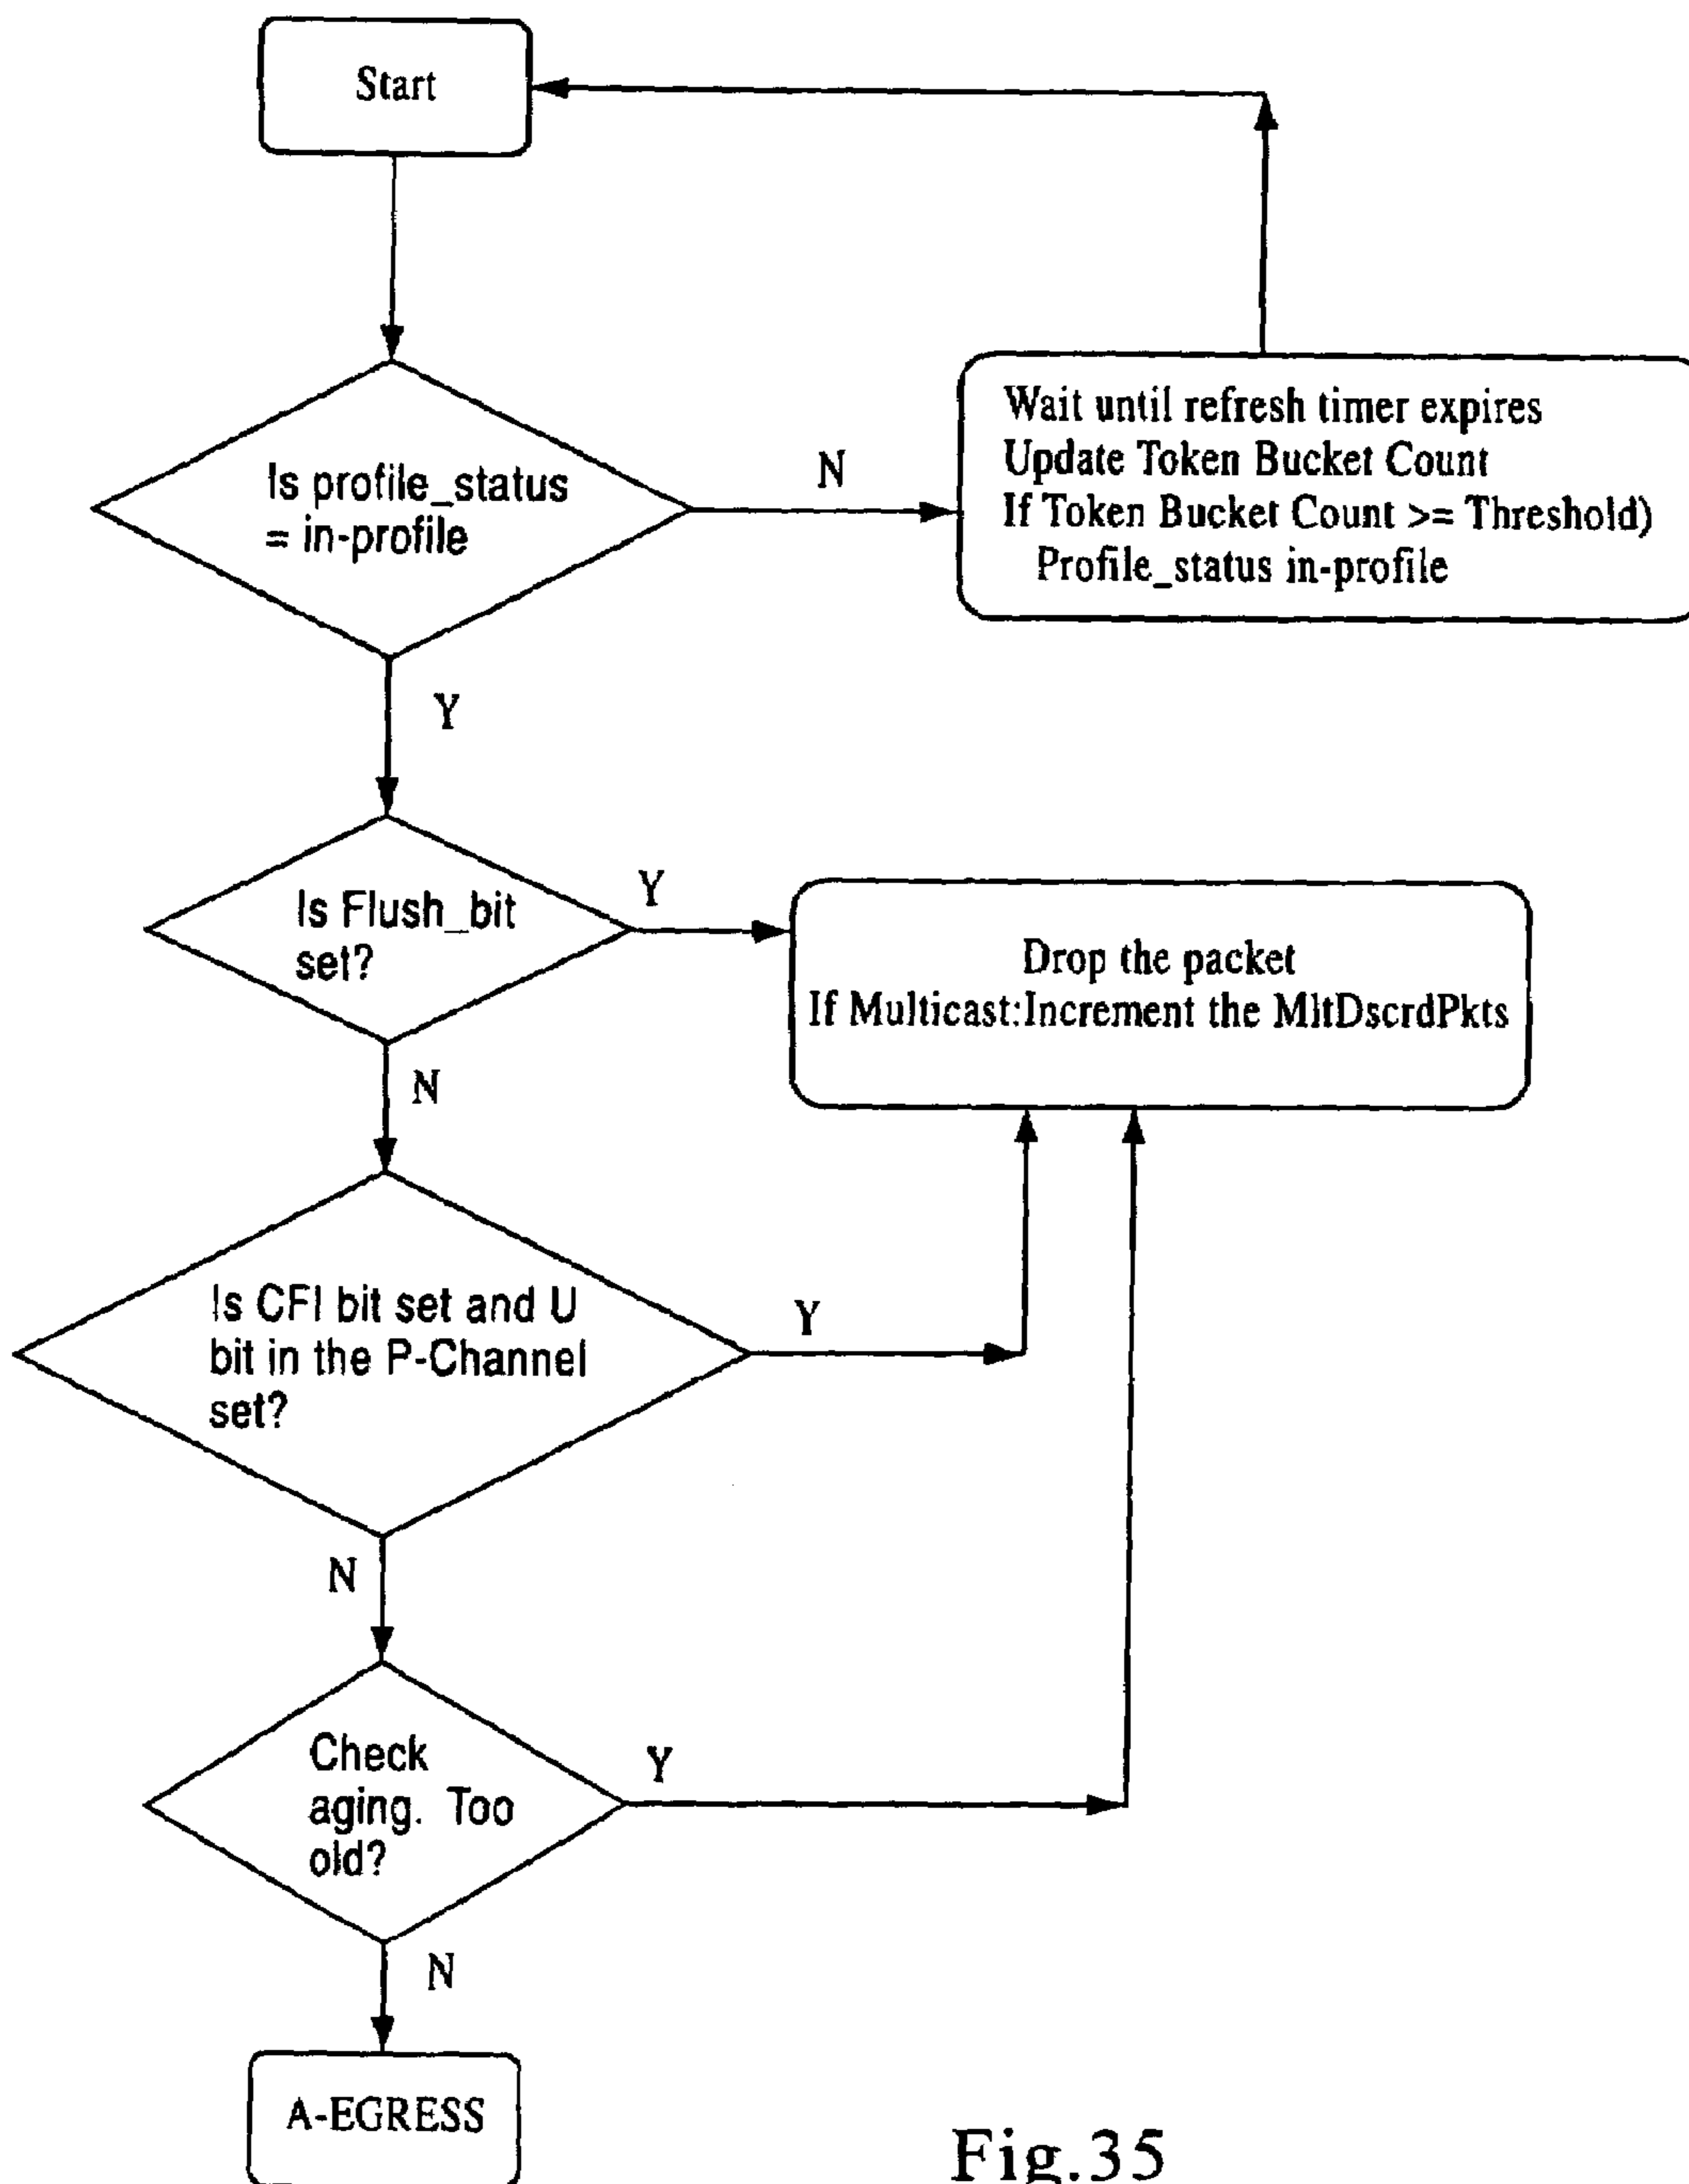 Start
Is profile_status
= in-profile
N
Wait until refresh timer expires
Update Token Bucket Count
If Token Bucket Count >= Threshold)
Profile_status in-profile
Y
Is Flush_bit
set?
Y
Drop the packet
If Multicast:Increment the MltDscrdPkts
N
Is CFI bit set and U
bit in the P-Channel
set?
Y
N
Check
aging. Too
old?
Y
N
A-EGRESS
Fig.35